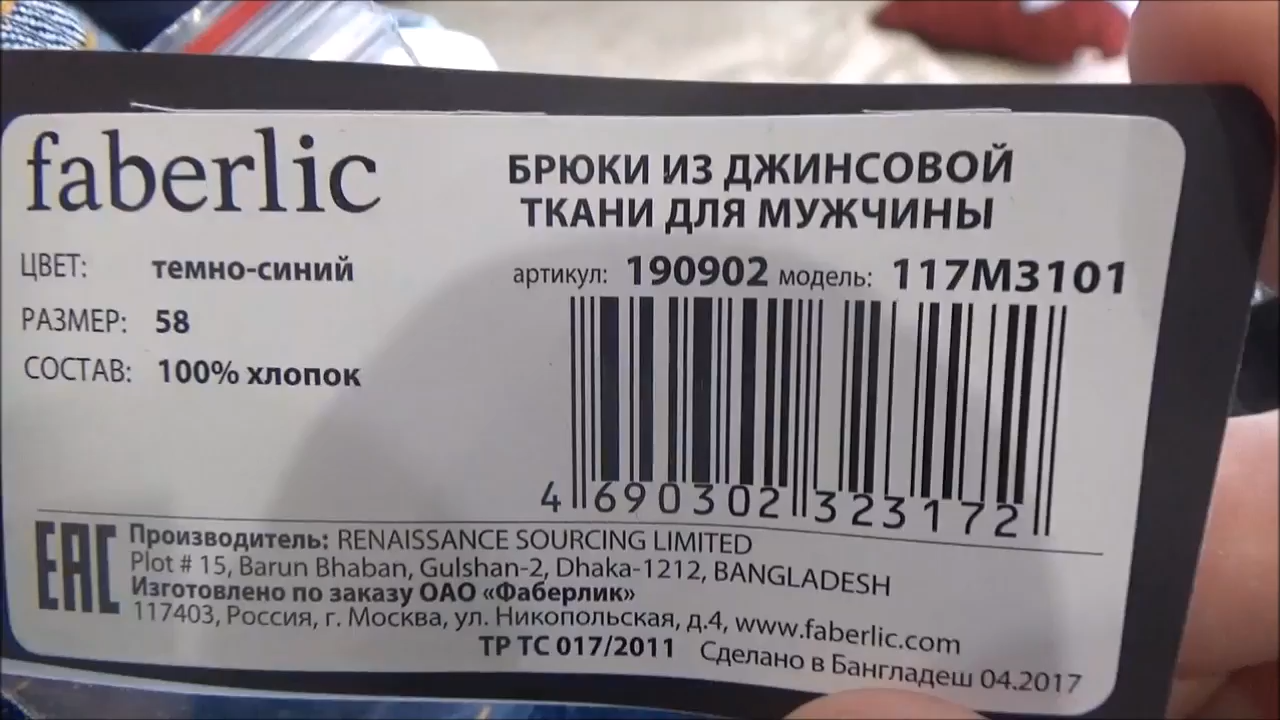 faberlic
БРЮКИ ИЗ ДЖИНСОВОЙ
ТКАНИ ДЛЯ МУЖЧИНЫ
ЦВЕТ: темно-синий
артикул: 190902 модель: 117M3101
РАЗМЕР: 58
СОСТАВ: 100% хлопок
4 690302 323172
EAC
Производитель: RENAISSANCE SOURCING LIMITED
Plot # 15, Barun Bhaban, Gulshan-2, Dhaka-1212, BANGLADESH
Изготовлено по заказу ОАО «Фаберлик»
117403, Россия, г. Москва, ул. Никопольская, д.4, www.faberlic.com
ТР ТС 017/2011 Сделано в Бангладеш 04.2017